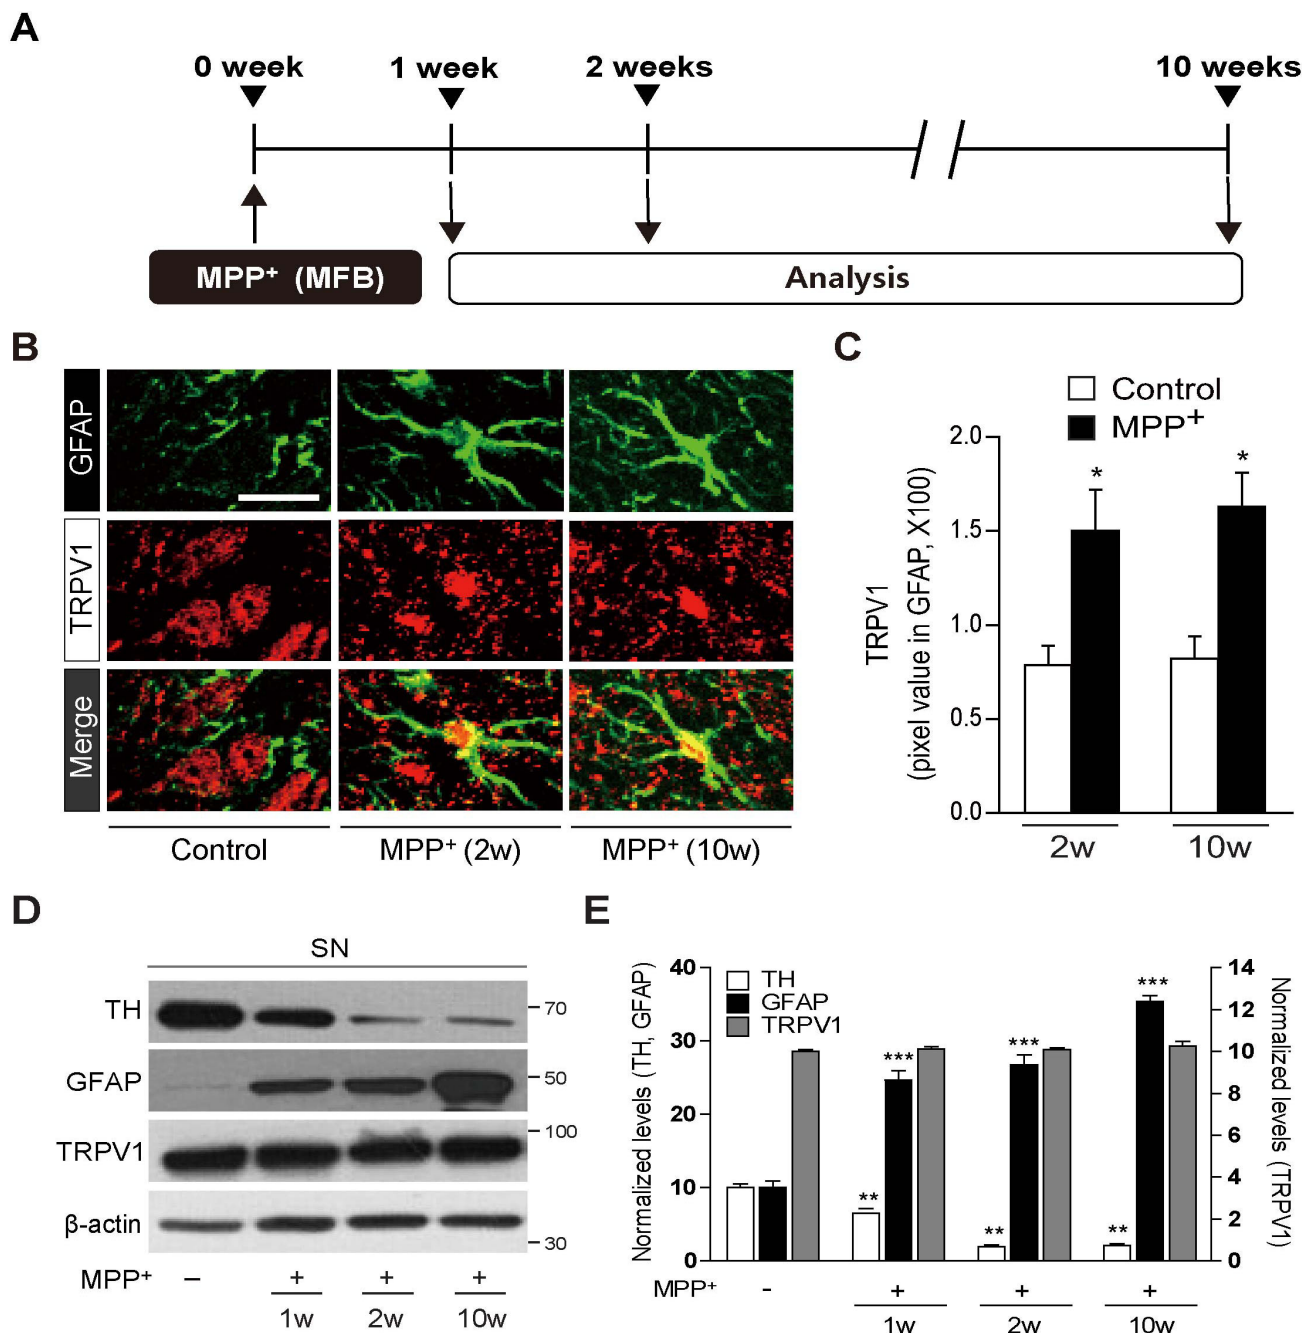 A
0 week
1 week
2 weeks
10 weeks
MPP⁺ (MFB)
Analysis
B
GFAP
TRPV1
Merge
Control
MPP⁺ (2w)
MPP⁺ (10w)
C
Control
MPP⁺
TRPV1
(pixel value in GFAP, X100)
2.0
1.5
1.0
0.5
0.0
*
*
2w
10w
D
SN
TH
GFAP
TRPV1
β-actin
70
50
100
30
MPP⁺ – + + +
1w 2w 10w
E
Normalized levels (TH, GFAP)
40
30
20
10
0
TH
GFAP
TRPV1
** *** ** *** ** ***
14
12
10
8
6
4
2
0
Normalized levels (TRPV1)
MPP⁺ - + + +
1w 2w 10w